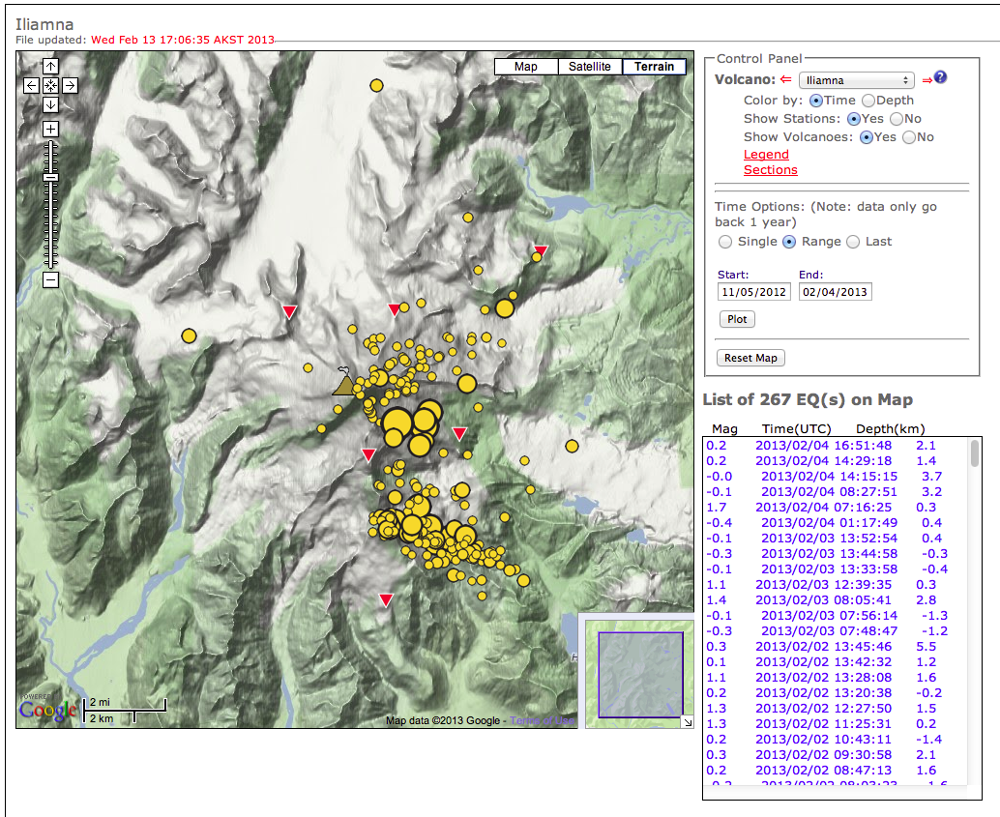 Iliamna
File updated: Wed Feb 13 17:06:35 AKST 2013
Map Satellite Terrain
POWERED BY
Google
2 mi
2 km
Map data ©2013 Google - Terms of Use
Control Panel
Volcano: ⇐ Iliamna ⇒ ?
Color by: Time Depth
Show Stations: Yes No
Show Volcanoes: Yes No
Legend
Sections
Time Options: (Note: data only go
back 1 year)
Single Range Last
Start: End:
11/05/2012 02/04/2013
Plot
Reset Map
List of 267 EQ(s) on Map
Mag Time(UTC) Depth(km)
0.2 2013/02/04 16:51:48 2.1
0.2 2013/02/04 14:29:18 1.4
-0.0 2013/02/04 14:15:15 3.7
-0.1 2013/02/04 08:27:51 3.2
1.7 2013/02/04 07:16:25 0.3
-0.4 2013/02/04 01:17:49 0.4
-0.1 2013/02/03 13:52:54 0.4
-0.3 2013/02/03 13:44:58 -0.3
-0.1 2013/02/03 13:33:58 -0.4
1.1 2013/02/03 12:39:35 0.3
1.4 2013/02/03 08:05:41 2.8
-0.1 2013/02/03 07:56:14 -1.3
-0.3 2013/02/03 07:48:47 -1.2
0.3 2013/02/02 13:45:46 5.5
0.1 2013/02/02 13:42:32 1.2
1.1 2013/02/02 13:28:08 1.6
0.2 2013/02/02 13:20:38 -0.2
1.3 2013/02/02 12:27:50 1.5
1.3 2013/02/02 11:25:31 0.2
0.2 2013/02/02 10:43:11 -1.4
0.3 2013/02/02 09:30:58 2.1
0.2 2013/02/02 08:47:13 1.6